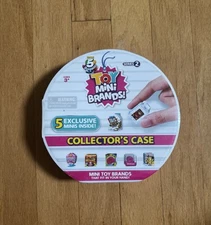 5
TOY
MINI
BRANDS!
SERIES 2
5 EXCLUSIVE
MINIS INSIDE!
COLLECTOR'S CASE
MINI TOY BRANDS